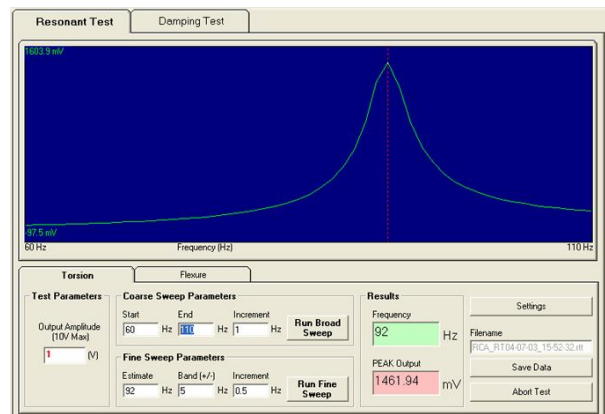 Resonant Test
Damping Test
1603.9 mV
-97.5 mV
60 Hz
Frequency (Hz)
110 Hz
Torsion
Flexure
Test Parameters
Output Amplitude
(10V Max)
1 (V)
Coarse Sweep Parameters
Start End Increment
60 Hz 110 Hz 1 Hz
Run Broad
Sweep
Fine Sweep Parameters
Estimate Band (+/-) Increment
92 Hz 5 Hz 0.5 Hz
Run Fine
Sweep
Results
Frequency
92 Hz
PEAK Output
1461.94 mV
Settings
Filename
RCA_RT04-07-03_15-52-32.rtt
Save Data
Abort Test